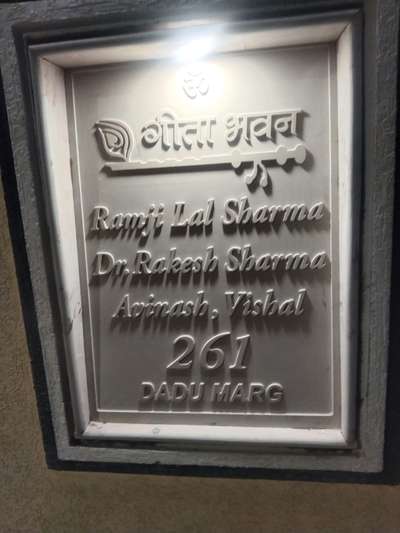 ॐ
गीता भवन
Ramji Lal Sharma
Dr. Rakesh Sharma
Avinash, Vishal
261
DADU MARG